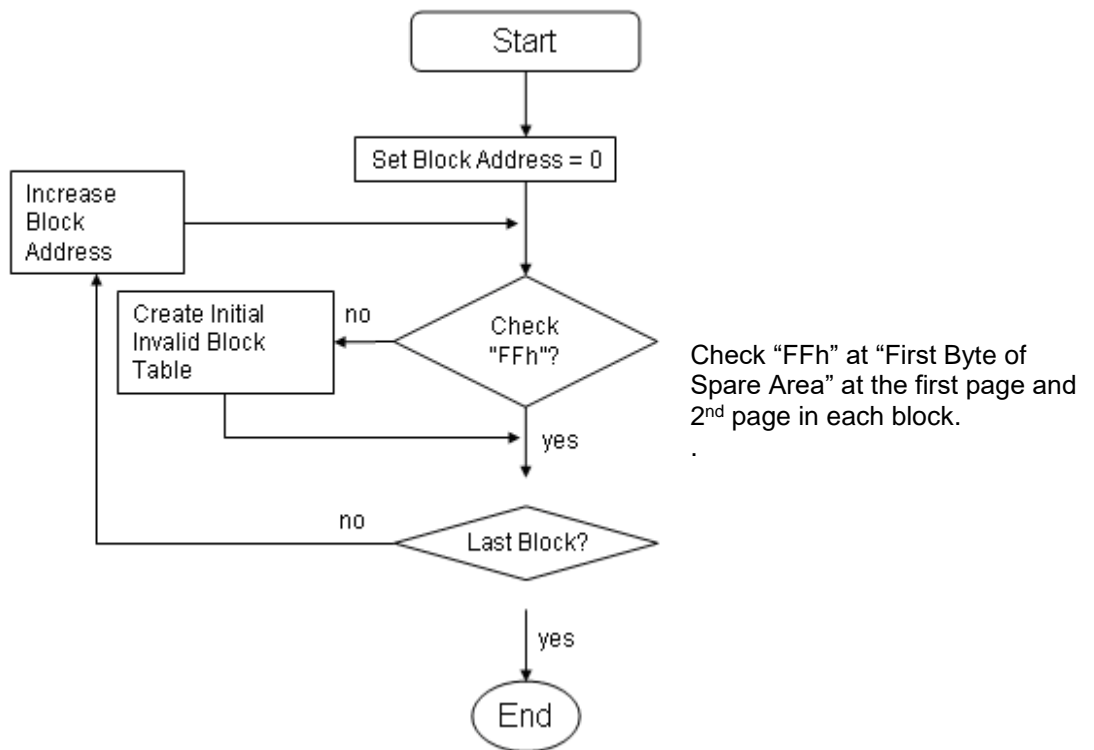 Start
Set Block Address = 0
Increase
Block
Address
Create Initial
Invalid Block
Table
no
Check
"FFh"?
Check “FFh” at “First Byte of
Spare Area” at the first page and
2nd page in each block.
.
yes
no
Last Block?
yes
End